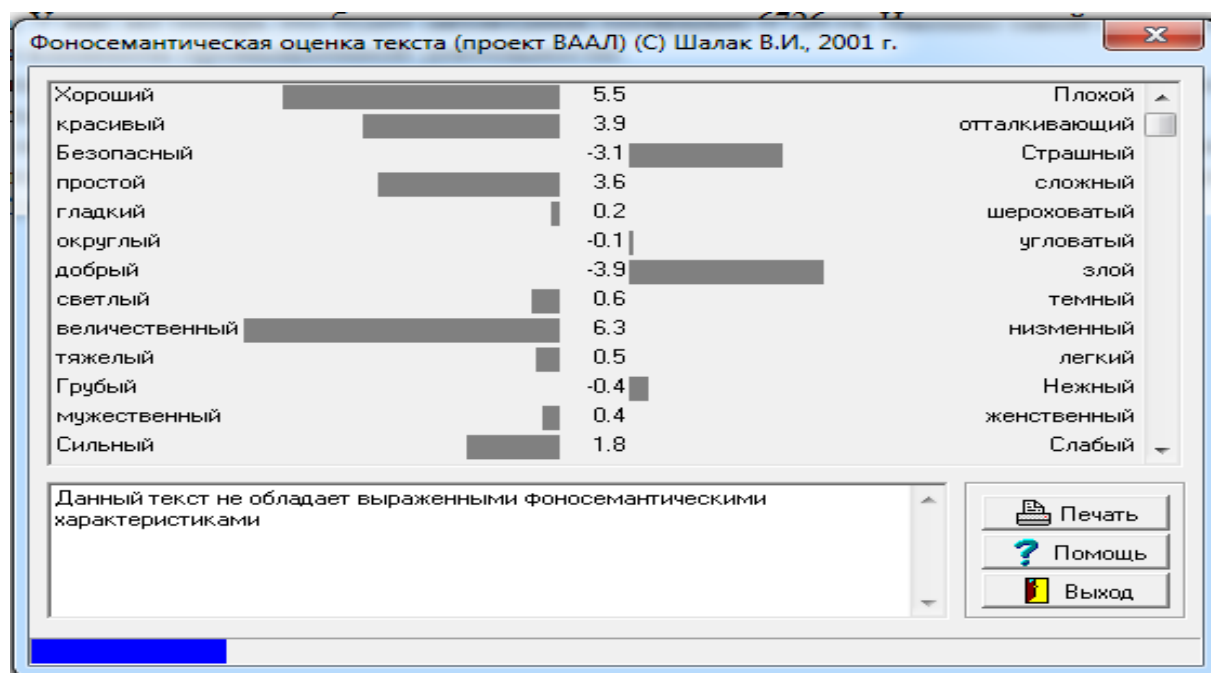 Фоносемантическая оценка текста (проект ВААЛ) (С) Шалак В.И., 2001 г.
Хороший 5.5 Плохой
красивый 3.9 отталкивающий
Безопасный -3.1 Страшный
простой 3.6 сложный
гладкий 0.2 шероховатый
округлый -0.1 угловатый
добрый -3.9 злой
светлый 0.6 темный
величественный 6.3 низменный
тяжелый 0.5 легкий
Грубый -0.4 Нежный
мужественный 0.4 женственный
Сильный 1.8 Слабый
Данный текст не обладает выраженными фоносемантическими
характеристиками
Печать
Помощь
Выход